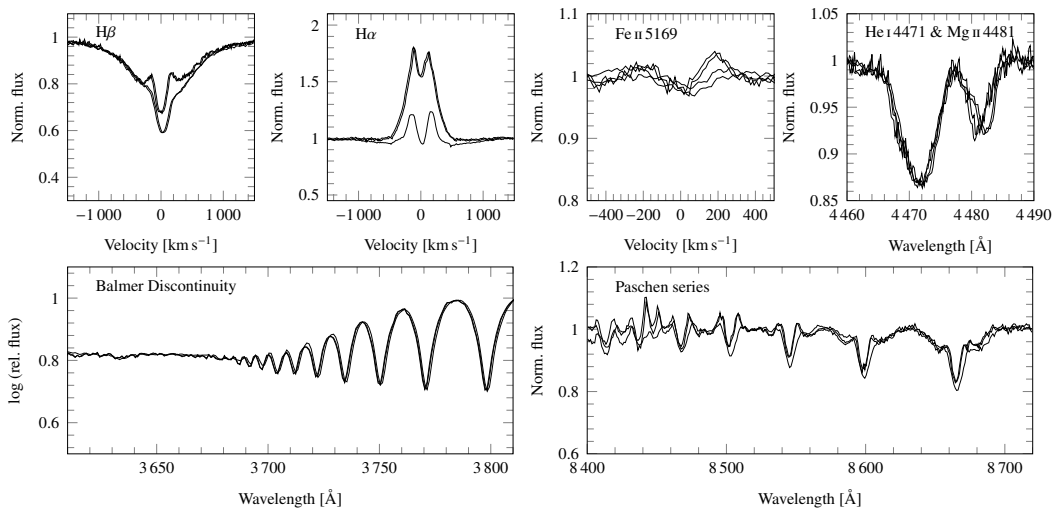 Hβ
1
0.8
0.6
0.4
Norm. flux
−1 000
0
1 000
Velocity [km s⁻¹]
Hα
2
1.5
1
0.5
Norm. flux
−1 000
0
1 000
Velocity [km s⁻¹]
Fe II 5169
1.1
1
0.9
0.8
Norm. flux
−400
−200
0
200
400
Velocity [km s⁻¹]
He I 4471 & Mg II 4481
1.05
1
0.95
0.9
0.85
Norm. flux
4 460
4 470
4 480
4 490
Wavelength [Å]
Balmer Discontinuity
1
0.8
0.6
log (rel. flux)
3 650
3 700
3 750
3 800
Wavelength [Å]
Paschen series
1.2
1
0.8
0.6
Norm. flux
8 400
8 500
8 600
8 700
Wavelength [Å]